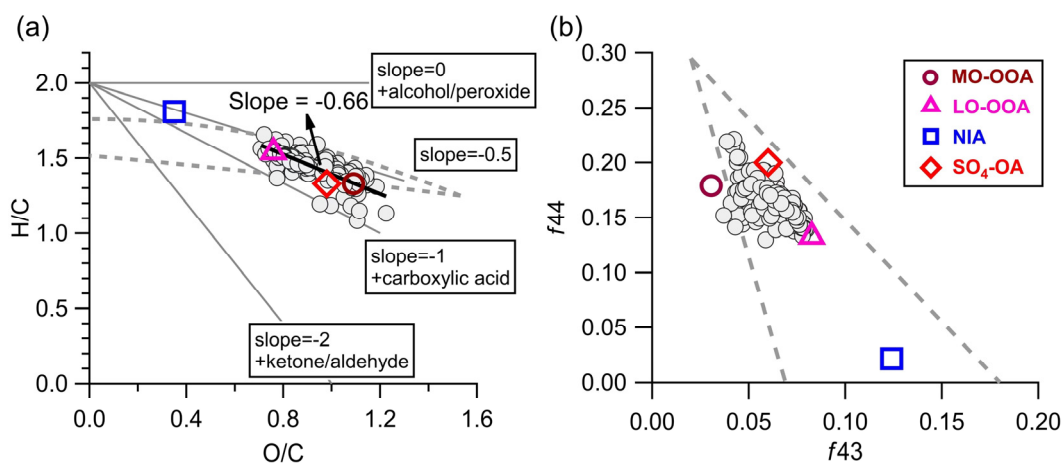 (a)
H/C
2.0
1.5
1.0
0.5
0.0
0.0
0.4
0.8
1.2
1.6
O/C
slope=0
+alcohol/peroxide
Slope = -0.66
slope=-0.5
slope=-1
+carboxylic acid
slope=-2
+ketone/aldehyde
(b)
f44
0.30
0.25
0.20
0.15
0.10
0.05
0.00
0.00
0.05
0.10
0.15
0.20
f43
MO-OOA
LO-OOA
NIA
SO₄-OA